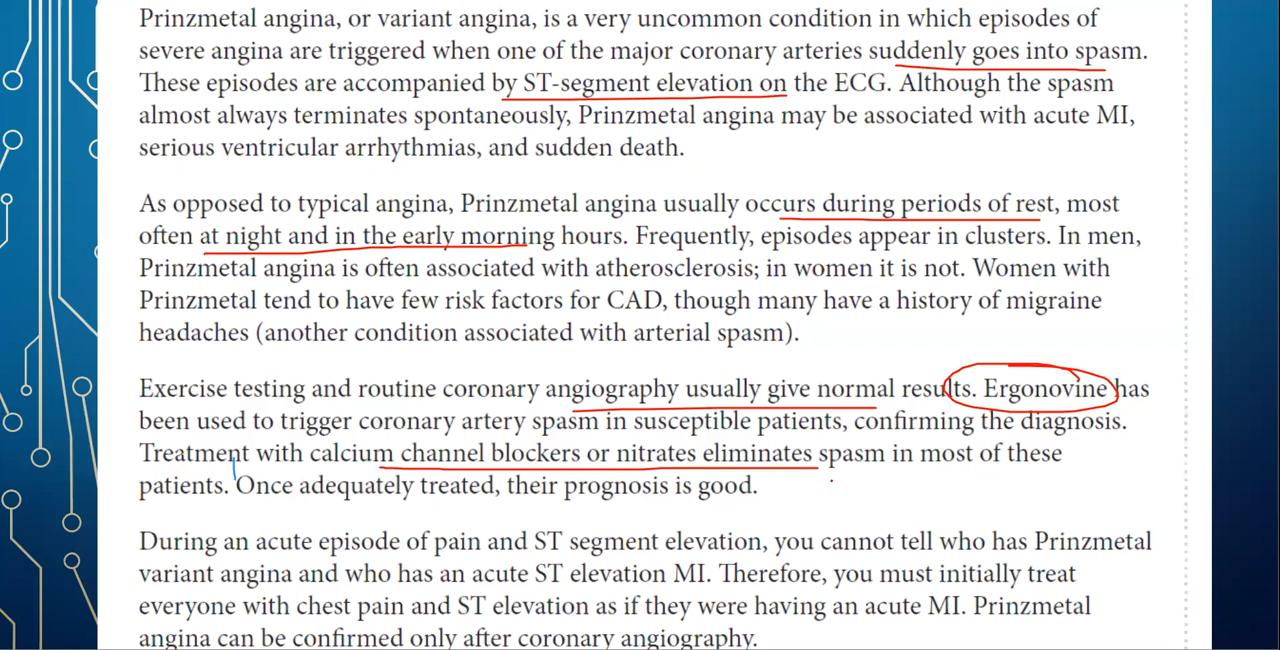 Prinzmetal angina, or variant angina, is a very uncommon condition in which episodes of
severe angina are triggered when one of the major coronary arteries suddenly goes into spasm.
These episodes are accompanied by ST-segment elevation on the ECG. Although the spasm
almost always terminates spontaneously, Prinzmetal angina may be associated with acute MI,
serious ventricular arrhythmias, and sudden death.
As opposed to typical angina, Prinzmetal angina usually occurs during periods of rest, most
often at night and in the early morning hours. Frequently, episodes appear in clusters. In men,
Prinzmetal angina is often associated with atherosclerosis; in women it is not. Women with
Prinzmetal tend to have few risk factors for CAD, though many have a history of migraine
headaches (another condition associated with arterial spasm).
Exercise testing and routine coronary angiography usually give normal results. Ergonovine has
been used to trigger coronary artery spasm in susceptible patients, confirming the diagnosis.
Treatment with calcium channel blockers or nitrates eliminates spasm in most of these
patients. Once adequately treated, their prognosis is good.
During an acute episode of pain and ST segment elevation, you cannot tell who has Prinzmetal
variant angina and who has an acute ST elevation MI. Therefore, you must initially treat
everyone with chest pain and ST elevation as if they were having an acute MI. Prinzmetal
angina can be confirmed only after coronary angiography.